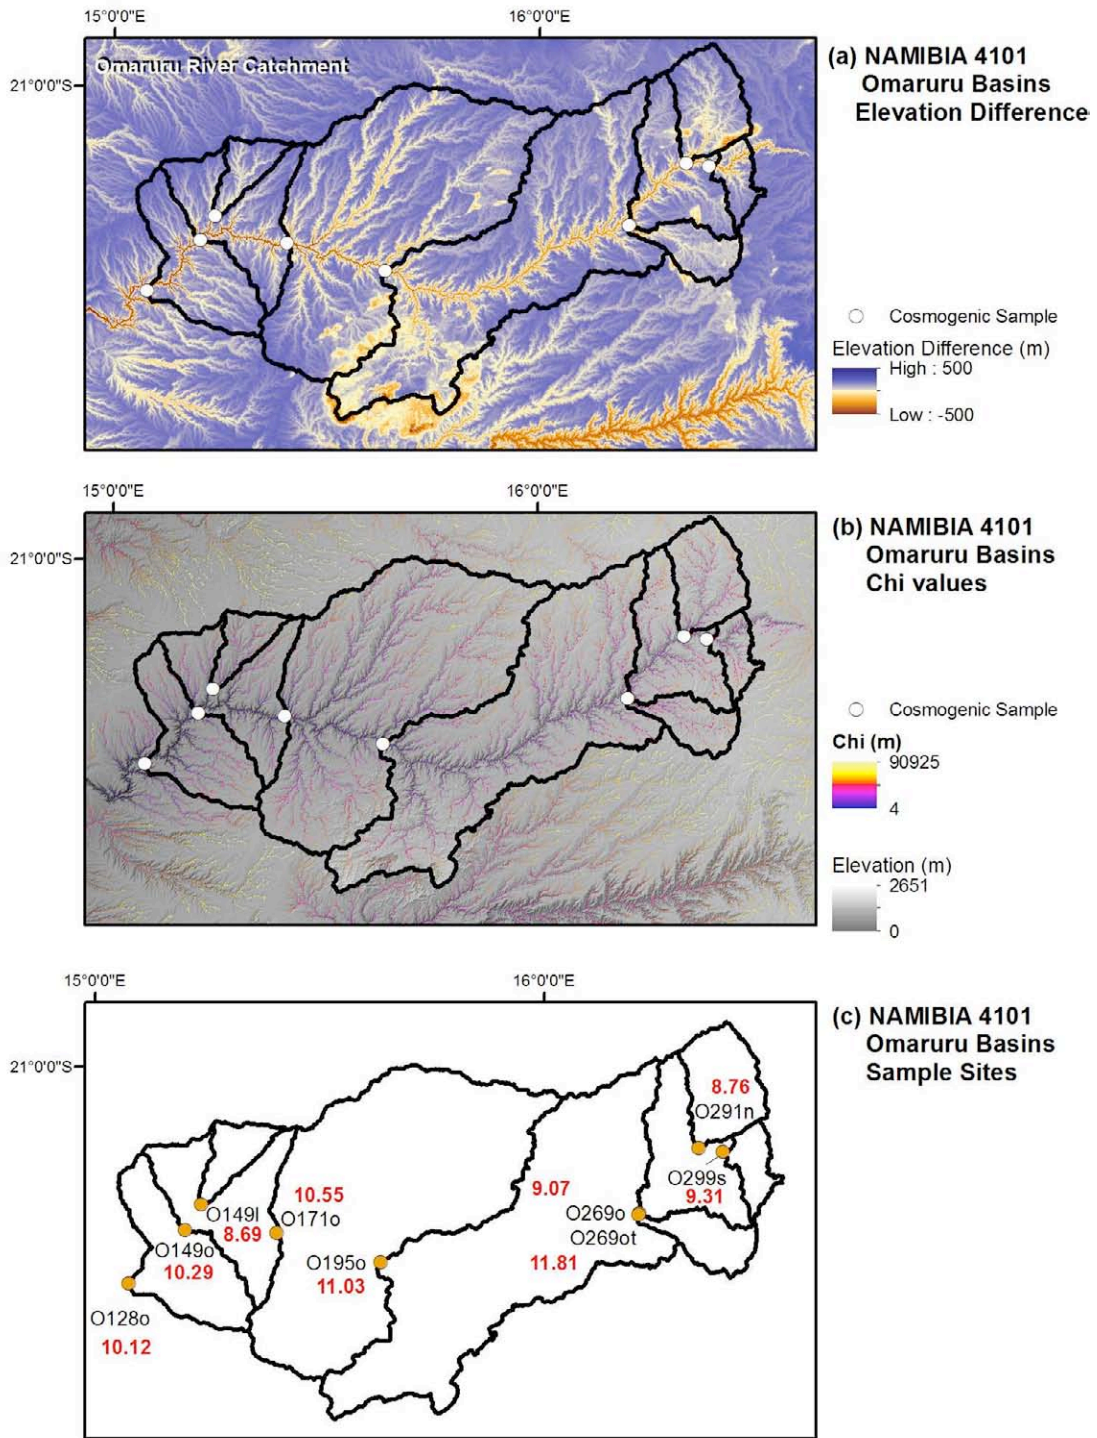 15°0'0"E
16°0'0"E
21°0'0"S
Omaruru River Catchment
(a) NAMIBIA 4101
Omaruru Basins
Elevation Difference
Cosmogenic Sample
Elevation Difference (m)
High : 500
Low : -500
15°0'0"E
16°0'0"E
21°0'0"S
(b) NAMIBIA 4101
Omaruru Basins
Chi values
Cosmogenic Sample
Chi (m)
90925
4
Elevation (m)
2651
0
15°0'0"E
16°0'0"E
21°0'0"S
(c) NAMIBIA 4101
Omaruru Basins
Sample Sites
8.76
O291n
O299s
9.31
10.55
9.07
O149l
O171o
O269o
8.69
O269ot
O149o
10.29
O195o
11.03
11.81
O128o
10.12